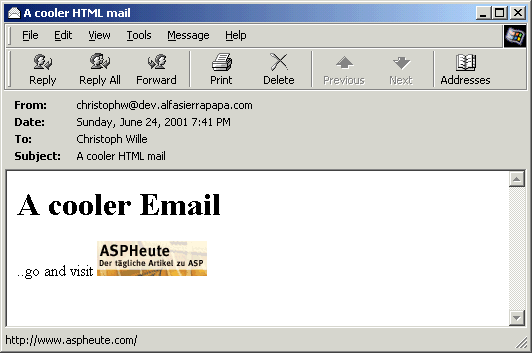 A cooler HTML mail
File Edit View Tools Message Help
Reply Reply All Forward Print Delete Previous Next Addresses
From: christophw@dev.alfasierrapapa.com
Date: Sunday, June 24, 2001 7:41 PM
To: Christoph Wille
Subject: A cooler HTML mail
A cooler Email
ASPHeute
Der tägliche Artikel zu ASP
..go and visit
http://www.aspheute.com/